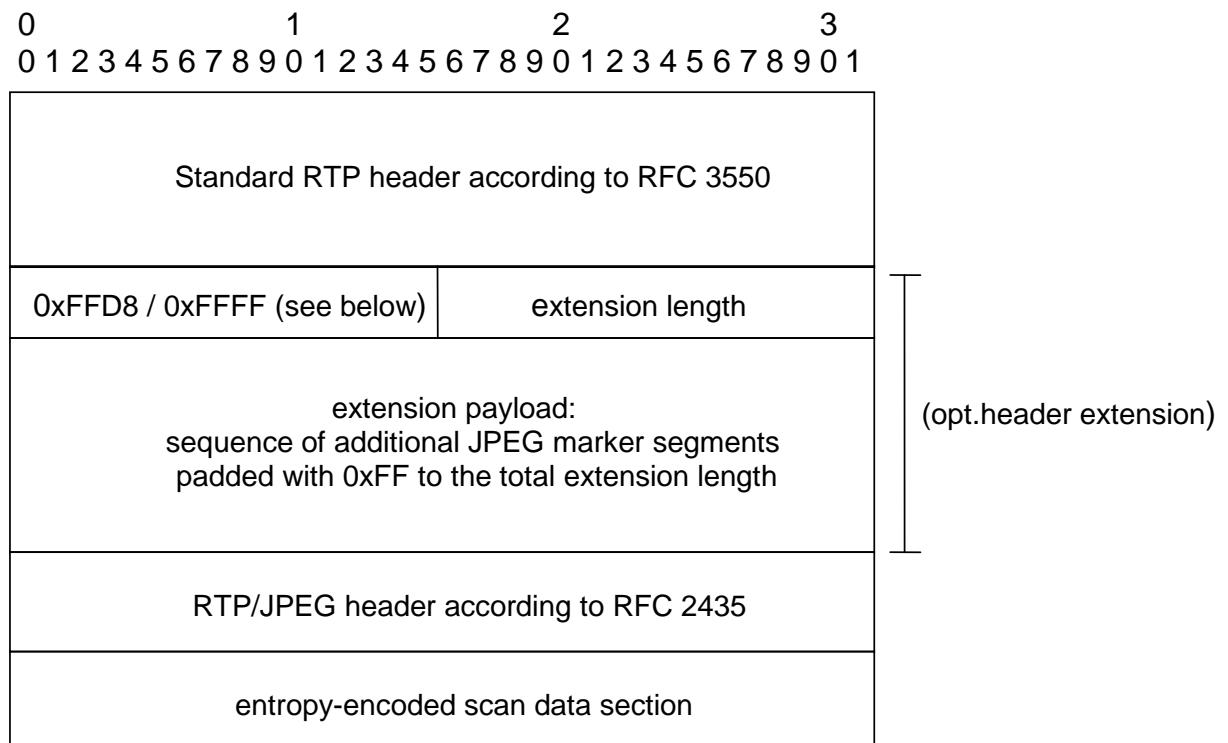 0 1 2 3
0 1 2 3 4 5 6 7 8 9 0 1 2 3 4 5 6 7 8 9 0 1 2 3 4 5 6 7 8 9 0 1
Standard RTP header according to RFC 3550
0xFFD8 / 0xFFFF (see below) extension length
extension payload:
sequence of additional JPEG marker segments
padded with 0xFF to the total extension length
(opt.header extension)
RTP/JPEG header according to RFC 2435
entropy-encoded scan data section